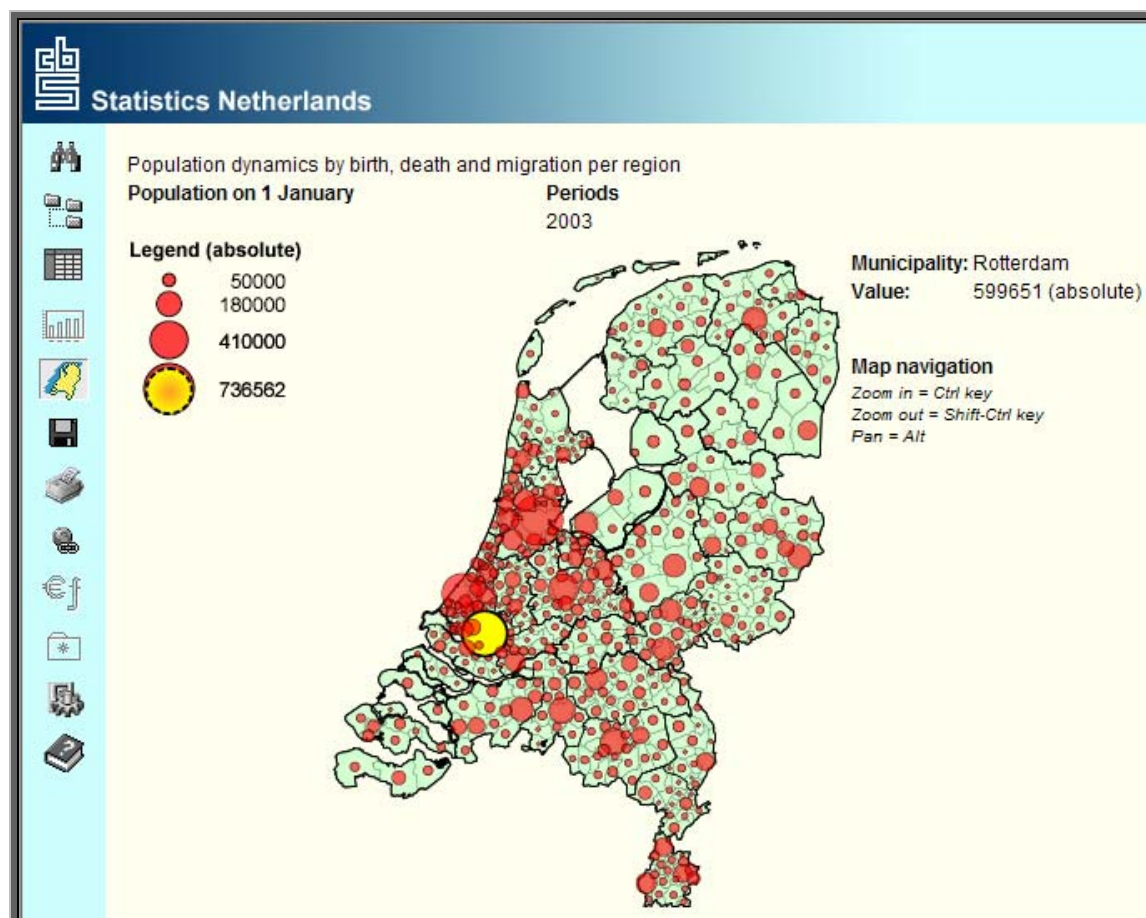 Statistics Netherlands
Population dynamics by birth, death and migration per region
Population on 1 January
Periods
2003
Legend (absolute)
50000
180000
410000
736562
Municipality: Rotterdam
Value: 599651 (absolute)
Map navigation
Zoom in = Ctrl key
Zoom out = Shift-Ctrl key
Pan = Alt